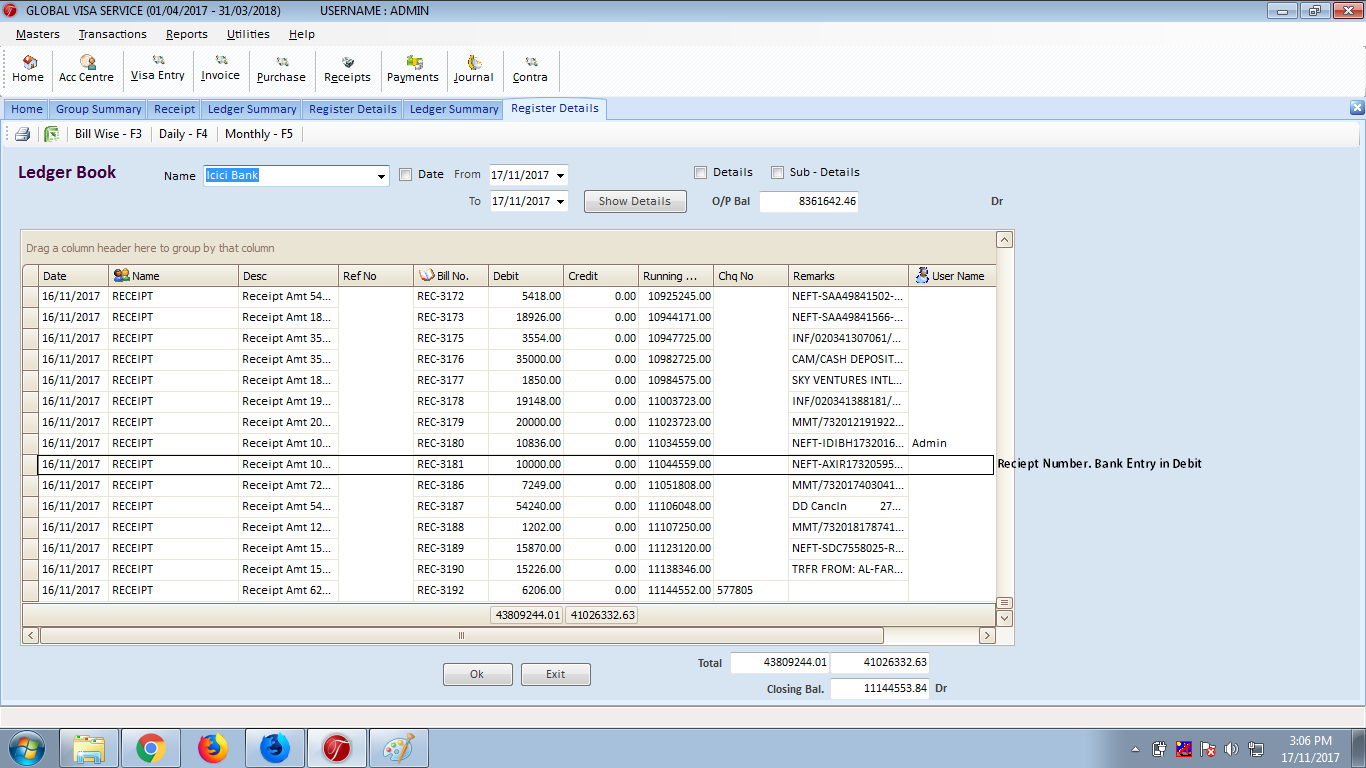 GLOBAL VISA SERVICE (01/04/2017 - 31/03/2018) USERNAME : ADMIN
Masters Transactions Reports Utilities Help
Home Acc Centre Visa Entry Invoice Purchase Receipts Payments Journal Contra
Home Group Summary Receipt Ledger Summary Register Details Ledger Summary Register Details
Bill Wise - F3 Daily - F4 Monthly - F5
Ledger Book Name Icici Bank Date From 17/11/2017 Details Sub - Details
To 17/11/2017 Show Details O/P Bal 8361642.46 Dr
Drag a column header here to group by that column
Date Name Desc Ref No Bill No. Debit Credit Running ... Chq No Remarks User Name
16/11/2017 RECEIPT Receipt Amt 54... REC-3172 5418.00 0.00 10925245.00 NEFT-SAA49841502-...
16/11/2017 RECEIPT Receipt Amt 18... REC-3173 18926.00 0.00 10944171.00 NEFT-SAA49841566-...
16/11/2017 RECEIPT Receipt Amt 35... REC-3175 3554.00 0.00 10947725.00 INF/020341307061/...
16/11/2017 RECEIPT Receipt Amt 35... REC-3176 35000.00 0.00 10982725.00 CAM/CASH DEPOSIT...
16/11/2017 RECEIPT Receipt Amt 18... REC-3177 1850.00 0.00 10984575.00 SKY VENTURES INTL...
16/11/2017 RECEIPT Receipt Amt 19... REC-3178 19148.00 0.00 11003723.00 INF/020341388181/...
16/11/2017 RECEIPT Receipt Amt 20... REC-3179 20000.00 0.00 11023723.00 MMT/732012191922...
16/11/2017 RECEIPT Receipt Amt 10... REC-3180 10836.00 0.00 11034559.00 NEFT-IDIBH1732016... Admin
16/11/2017 RECEIPT Receipt Amt 10... REC-3181 10000.00 0.00 11044559.00 NEFT-AXIR17320595... Reciept Number. Bank Entry in Debit
16/11/2017 RECEIPT Receipt Amt 72... REC-3186 7249.00 0.00 11051808.00 MMT/732017403041...
16/11/2017 RECEIPT Receipt Amt 54... REC-3187 54240.00 0.00 11106048.00 DD Cancln 27...
16/11/2017 RECEIPT Receipt Amt 12... REC-3188 1202.00 0.00 11107250.00 MMT/732018178741...
16/11/2017 RECEIPT Receipt Amt 15... REC-3189 15870.00 0.00 11123120.00 NEFT-SDC7558025-R...
16/11/2017 RECEIPT Receipt Amt 15... REC-3190 15226.00 0.00 11138346.00 TRFR FROM: AL-FAR...
16/11/2017 RECEIPT Receipt Amt 62... REC-3192 6206.00 0.00 11144552.00 577805
43809244.01 41026332.63
Ok Exit Total 43809244.01 41026332.63
Closing Bal. 11144553.84 Dr
3:06 PM
17/11/2017